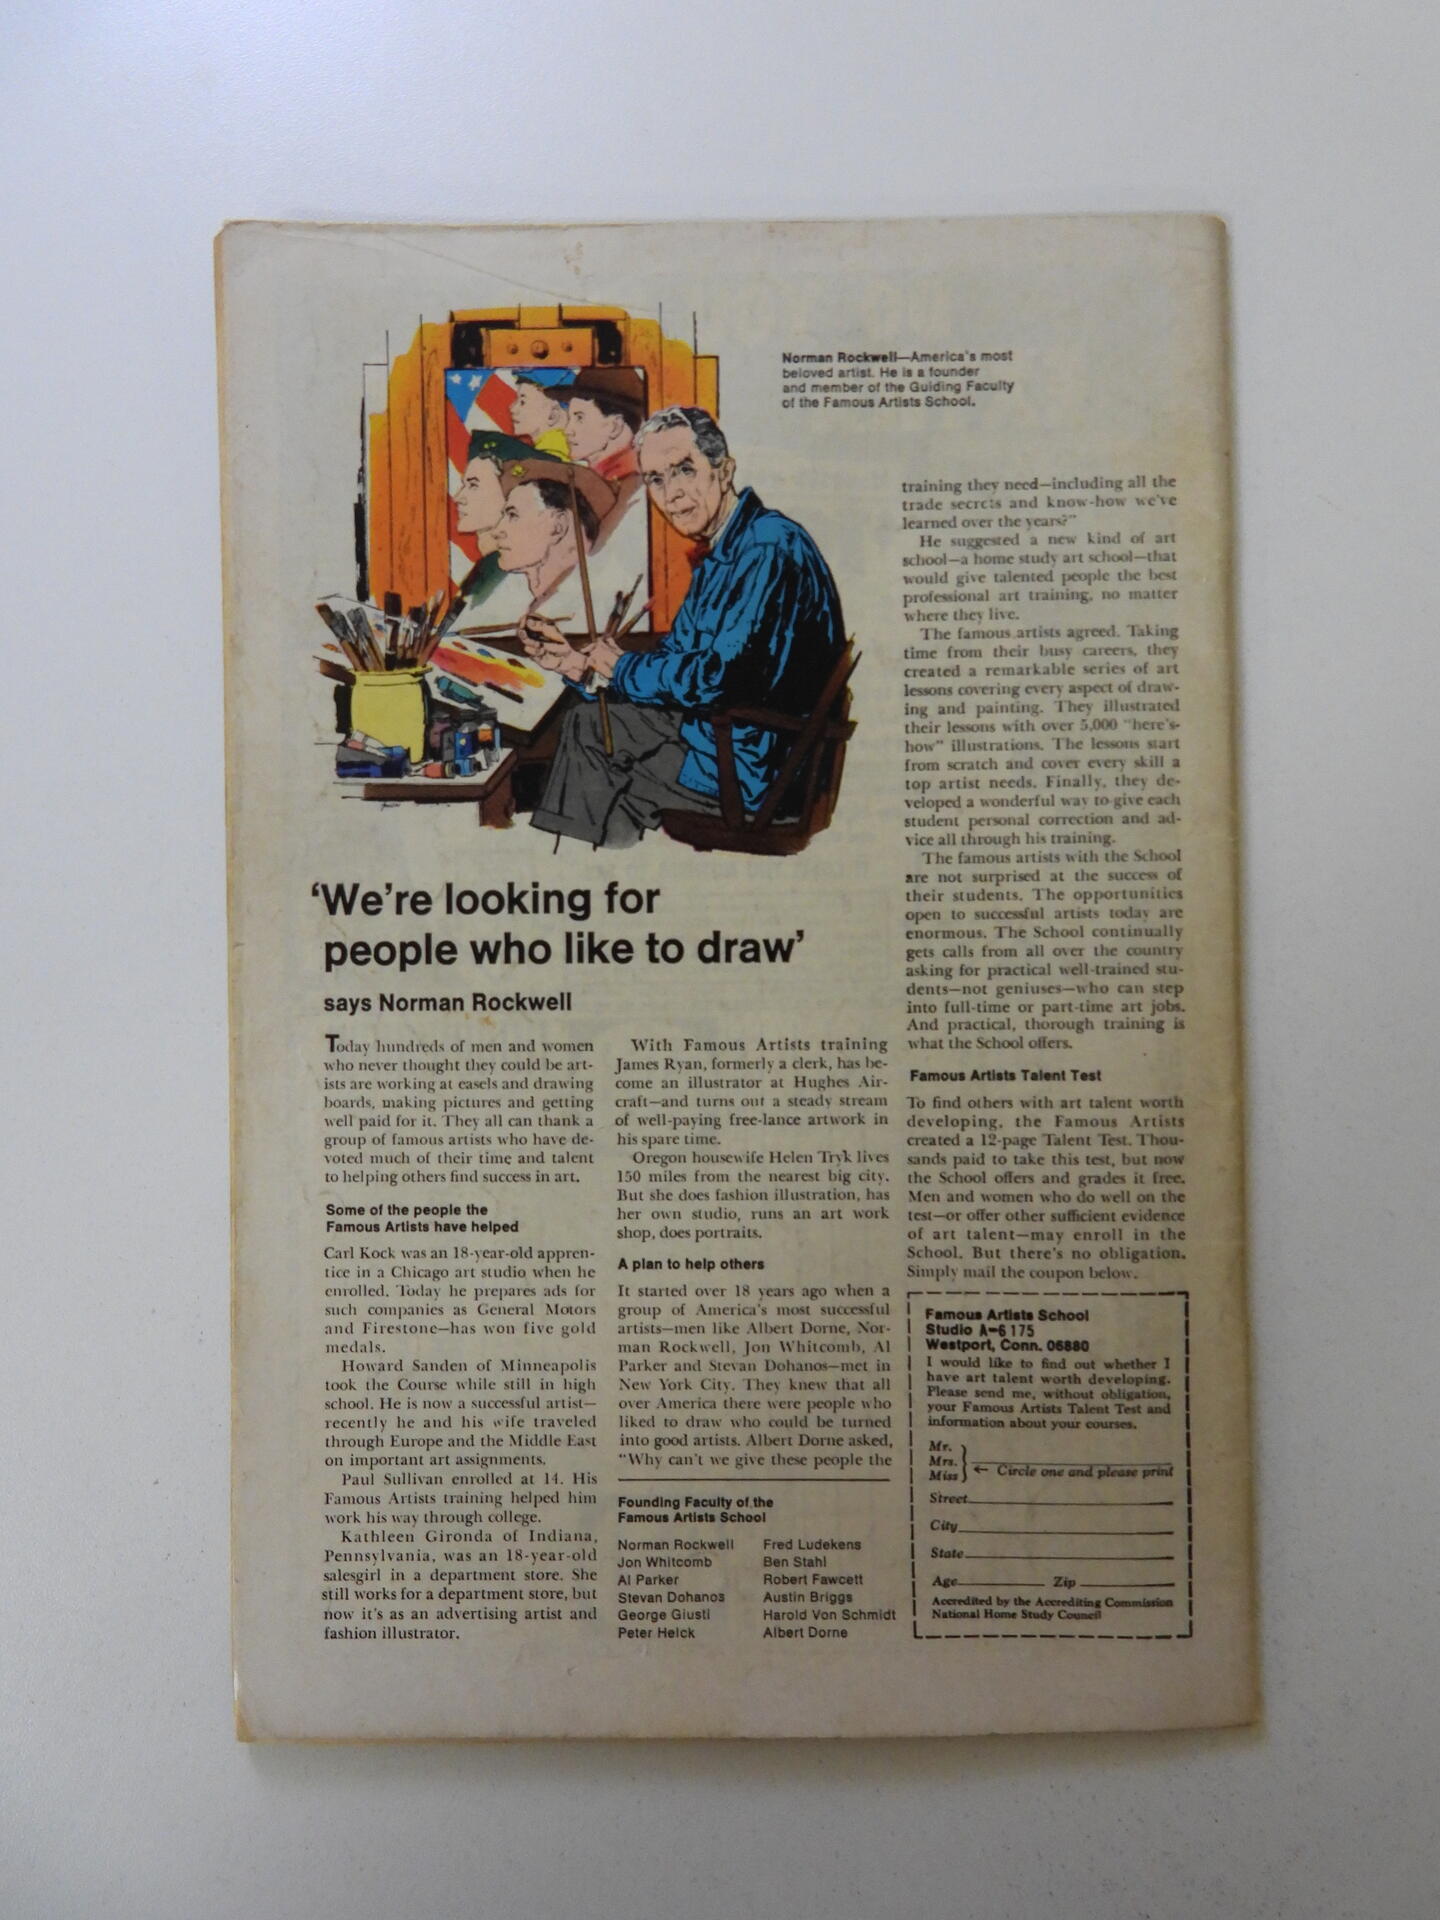 Norman Rockwell—America's most
beloved artist. He is a founder
and member of the Guiding Faculty
of the Famous Artists School.
'We're looking for
people who like to draw'
says Norman Rockwell
Today hundreds of men and women
who never thought they could be art-
ists are working at easels and drawing
boards, making pictures and getting
well paid for it. They all can thank a
group of famous artists who have de-
voted much of their time and talent
to helping others find success in art.
Some of the people the
Famous Artists have helped
Carl Kock was an 18-year-old appren-
tice in a Chicago art studio when he
enrolled. Today he prepares ads for
such companies as General Motors
and Firestone—has won five gold
medals.
Howard Sanden of Minneapolis
took the Course while still in high
school. He is now a successful artist—
recently he and his wife traveled
through Europe and the Middle East
on important art assignments.
Paul Sullivan enrolled at 14. His
Famous Artists training helped him
work his way through college.
Kathleen Gironda of Indiana,
Pennsylvania, was an 18-year-old
salesgirl in a department store. She
still works for a department store, but
now it's as an advertising artist and
fashion illustrator.
With Famous Artists training
James Ryan, formerly a clerk, has be-
come an illustrator at Hughes Air-
craft—and turns out a steady stream
of well-paying free-lance artwork in
his spare time.
Oregon housewife Helen Tryk lives
150 miles from the nearest big city.
But she does fashion illustration, has
her own studio, runs an art work
shop, does portraits.
A plan to help others
It started over 18 years ago when a
group of America's most successful
artists—men like Albert Dorne, Nor-
man Rockwell, Jon Whitcomb, Al
Parker and Stevan Dohanos—met in
New York City. They knew that all
over America there were people who
liked to draw who could be turned
into good artists. Albert Dorne asked,
"Why can't we give these people the
Founding Faculty of the
Famous Artists School
Norman Rockwell Fred Ludekens
Jon Whitcomb Ben Stahl
Al Parker Robert Fawcett
Stevan Dohanos Austin Briggs
George Giusti Harold Von Schmidt
Peter Helck Albert Dorne
training they need—including all the
trade secrets and know-how we've
learned over the years?"
He suggested a new kind of art
school—a home study art school—that
would give talented people the best
professional art training, no matter
where they live.
The famous artists agreed. Taking
time from their busy careers, they
created a remarkable series of art
lessons covering every aspect of draw-
ing and painting. They illustrated
their lessons with over 5,000 "here's-
how" illustrations. The lessons start
from scratch and cover every skill a
top artist needs. Finally, they de-
veloped a wonderful way to give each
student personal correction and ad-
vice all through his training.
The famous artists with the School
are not surprised at the success of
their students. The opportunities
open to successful artists today are
enormous. The School continually
gets calls from all over the country
asking for practical well-trained stu-
dents—not geniuses—who can step
into full-time or part-time art jobs.
And practical, thorough training is
what the School offers.
Famous Artists Talent Test
To find others with art talent worth
developing, the Famous Artists
created a 12-page Talent Test. Thou-
sands paid to take this test, but now
the School offers and grades it free.
Men and women who do well on the
test—or offer other sufficient evidence
of art talent—may enroll in the
School. But there's no obligation.
Simply mail the coupon below.
Famous Artists School
Studio A-6175
Westport, Conn. 06880
I would like to find out whether I
have art talent worth developing.
Please send me, without obligation,
your Famous Artists Talent Test and
information about your courses.
Mr.
Mrs.
Miss ← Circle one and please print
Street
City
State
Age Zip
Accredited by the Accrediting Commission
National Home Study Council